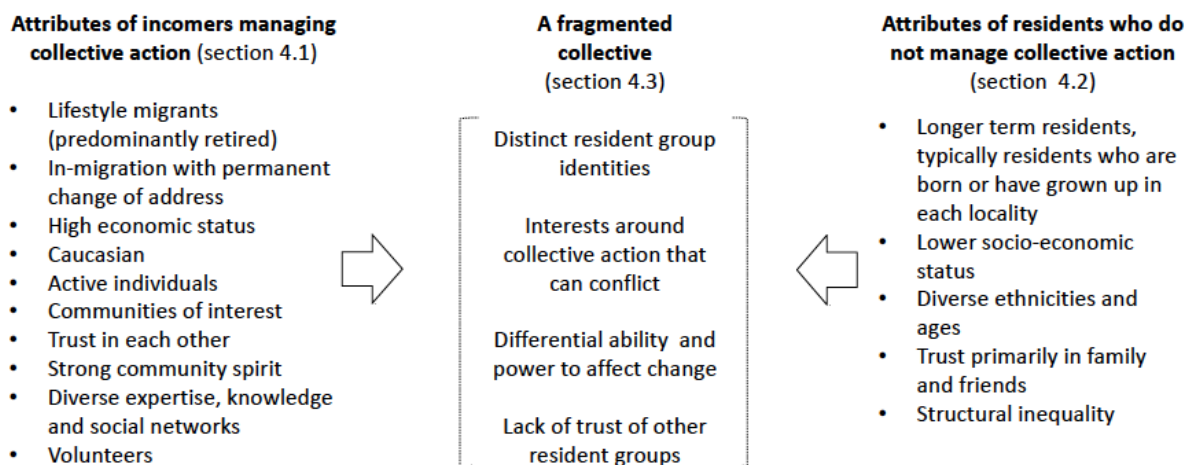 Attributes of incomers managing
collective action (section 4.1)
• Lifestyle migrants
(predominantly retired)
• In-migration with permanent
change of address
• High economic status
• Caucasian
• Active individuals
• Communities of interest
• Trust in each other
• Strong community spirit
• Diverse expertise, knowledge
and social networks
• Volunteers
A fragmented
collective
(section 4.3)
Distinct resident group
identities
Interests around
collective action that
can conflict
Differential ability and
power to affect change
Lack of trust of other
resident groups
Attributes of residents who do
not manage collective action
(section 4.2)
• Longer term residents,
typically residents who are
born or have grown up in
each locality
• Lower socio-economic
status
• Diverse ethnicities and
ages
• Trust primarily in family
and friends
• Structural inequality